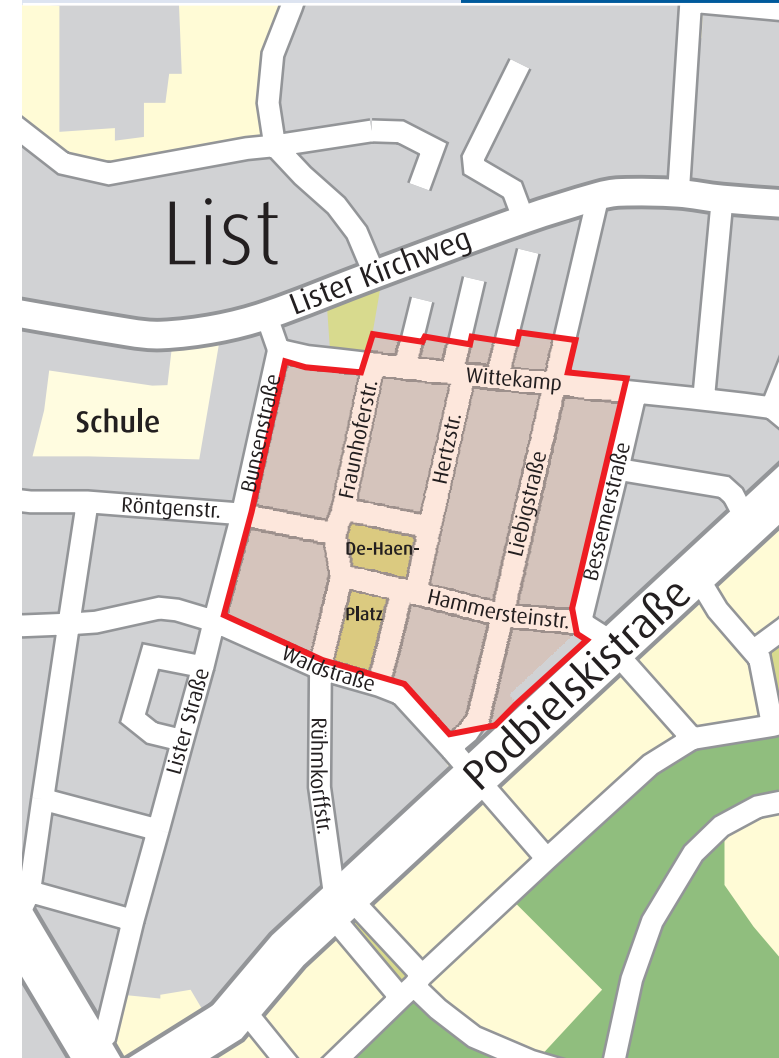 List
Lister Kirchweg
Schule
Bunsenstraße
Fraunhoferstr.
Wittekamp
Hertzstr.
Liebigstraße
Bessemerstraße
Röntgenstr.
De-Haen-
Platz
Hammersteinstr.
Waldstraße
Lister Straße
Rühmkorffstr.
Podbielskistraße